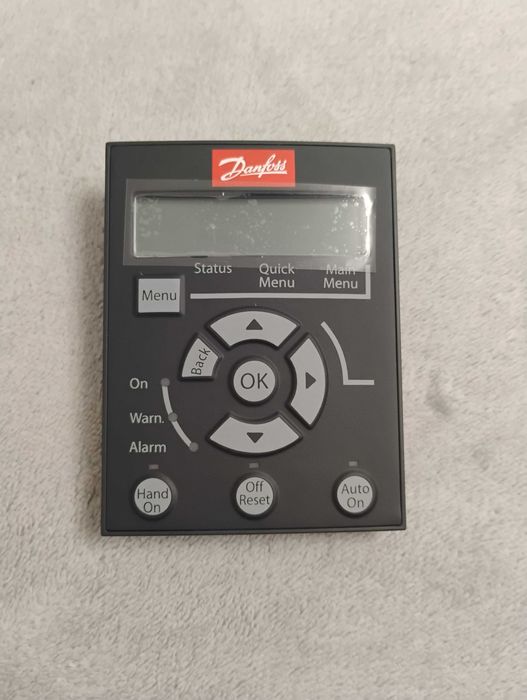 Danfoss
Status Quick Menu Main Menu
Menu
Back
OK
On
Warn.
Alarm
Hand On
Off Reset
Auto On